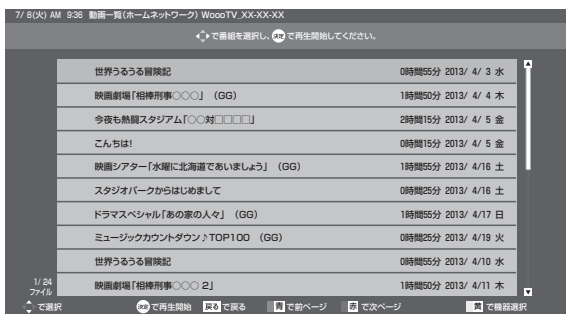 7/ 8(火) AM 9:36 動画一覧(ホームネットワーク) WoooTV_XX-XX-XX
で番組を選択し、決定で再生開始してください。
世界うるうる冒険記 0時間55分 2013/ 4/ 3 水
映画劇場「相棒刑事○○○」 (GG) 1時間50分 2013/ 4/ 4 木
今夜も熱闘スタジアム「○○対□□□□」 2時間15分 2013/ 4/ 5 金
こんちは! 0時間15分 2013/ 4/ 5 金
映画シアター「水曜に北海道であいましょう」 (GG) 1時間55分 2013/ 4/16 土
スタジオパークからはじめまして 0時間25分 2013/ 4/16 土
ドラマスペシャル「あの家の人々」 (GG) 1時間55分 2013/ 4/17 日
ミュージックカウントダウン♪TOP100 (GG) 0時間25分 2013/ 4/19 火
世界うるうる冒険記 0時間55分 2013/ 4/10 水
映画劇場「相棒刑事○○○ 2」 1時間50分 2013/ 4/11 木
1/ 24
ファイル
で選択 決定で再生開始 戻るで戻る 青で前ページ 赤で次ページ 黄で機器選択